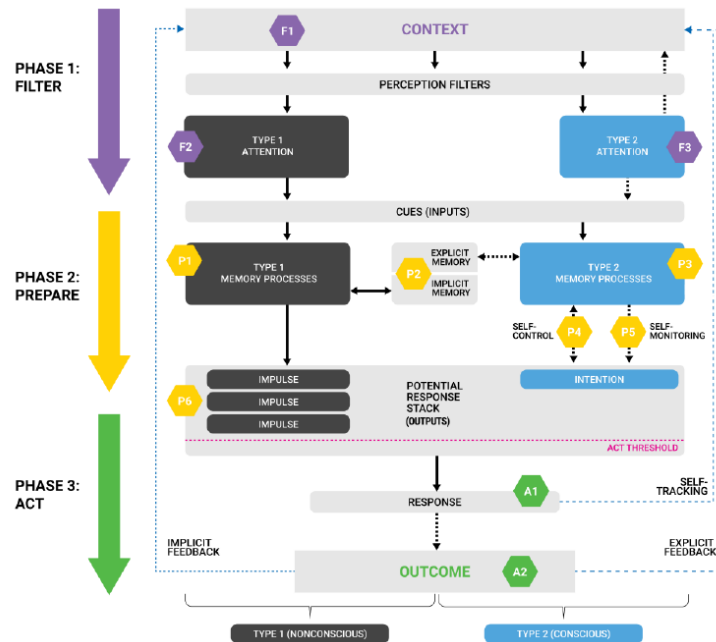 F1
CONTEXT
PHASE 1:
FILTER
PERCEPTION FILTERS
F2
TYPE 1
ATTENTION
TYPE 2
ATTENTION
F3
CUES (INPUTS)
PHASE 2:
PREPARE
P1
TYPE 1
MEMORY PROCESSES
P2
EXPLICIT
MEMORY
IMPLICIT
MEMORY
TYPE 2
MEMORY PROCESSES
P3
SELF-
CONTROL
P4
P5
SELF-
MONITORING
P6
IMPULSE
IMPULSE
IMPULSE
POTENTIAL
RESPONSE
STACK
(OUTPUTS)
INTENTION
ACT THRESHOLD
PHASE 3:
ACT
RESPONSE
A1
SELF-
TRACKING
IMPLICIT
FEEDBACK
EXPLICIT
FEEDBACK
OUTCOME
A2
TYPE 1 (NONCONSCIOUS)
TYPE 2 (CONSCIOUS)